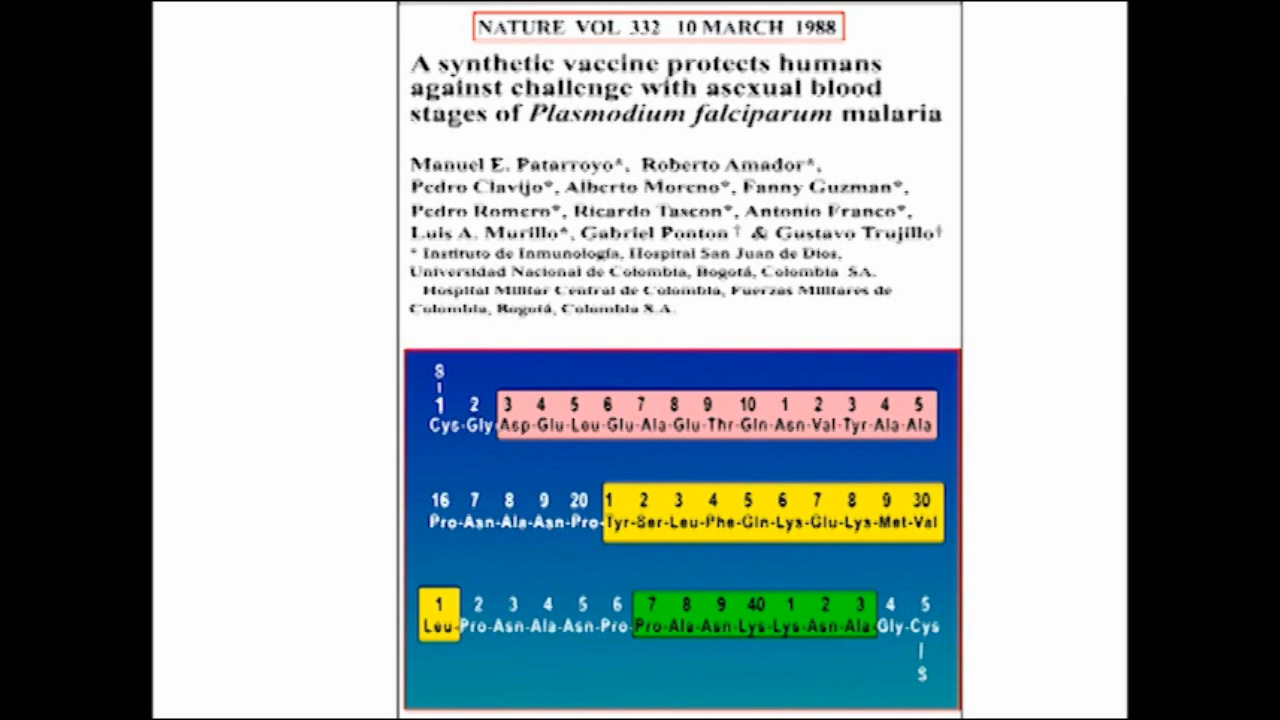 NATURE VOL 332 10 MARCH 1988
A synthetic vaccine protects humans
against challenge with asexual blood
stages of Plasmodium falciparum malaria
Manuel E. Patarroyo*, Roberto Amador*,
Pedro Clavijo*, Alberto Moreno*, Fanny Guzman*,
Pedro Romero*, Ricardo Tascon*, Antonio Franco*,
Luis A. Murillo*, Gabriel Ponton † & Gustavo Trujillo†
* Instituto de Inmunología, Hospital San Juan de Dios,
Universidad Nacional de Colombia, Bogotá, Colombia SA.
Hospital Militar Central de Colombia, Fuerzas Militares de
Colombia, Bogotá, Colombia S.A.
S
1 2 3 4 5 6 7 8 9 10 1 2 3 4 5
Cys-Gly-Asp-Glu-Leu-Glu-Ala-Glu-Thr-Gln-Asn-Val-Tyr-Ala-Ala
16 7 8 9 20 1 2 3 4 5 6 7 8 9 30
Pro-Asn-Ala-Asn-Pro-Tyr-Ser-Leu-Phe-Gln-Lys-Glu-Lys-Met-Val
1 2 3 4 5 6 7 8 9 40 1 2 3 4 5
Leu-Pro-Asn-Ala-Asn-Pro-Pro-Ala-Asn-Lys-Lys-Asn-Ala-Gly-Cys
S